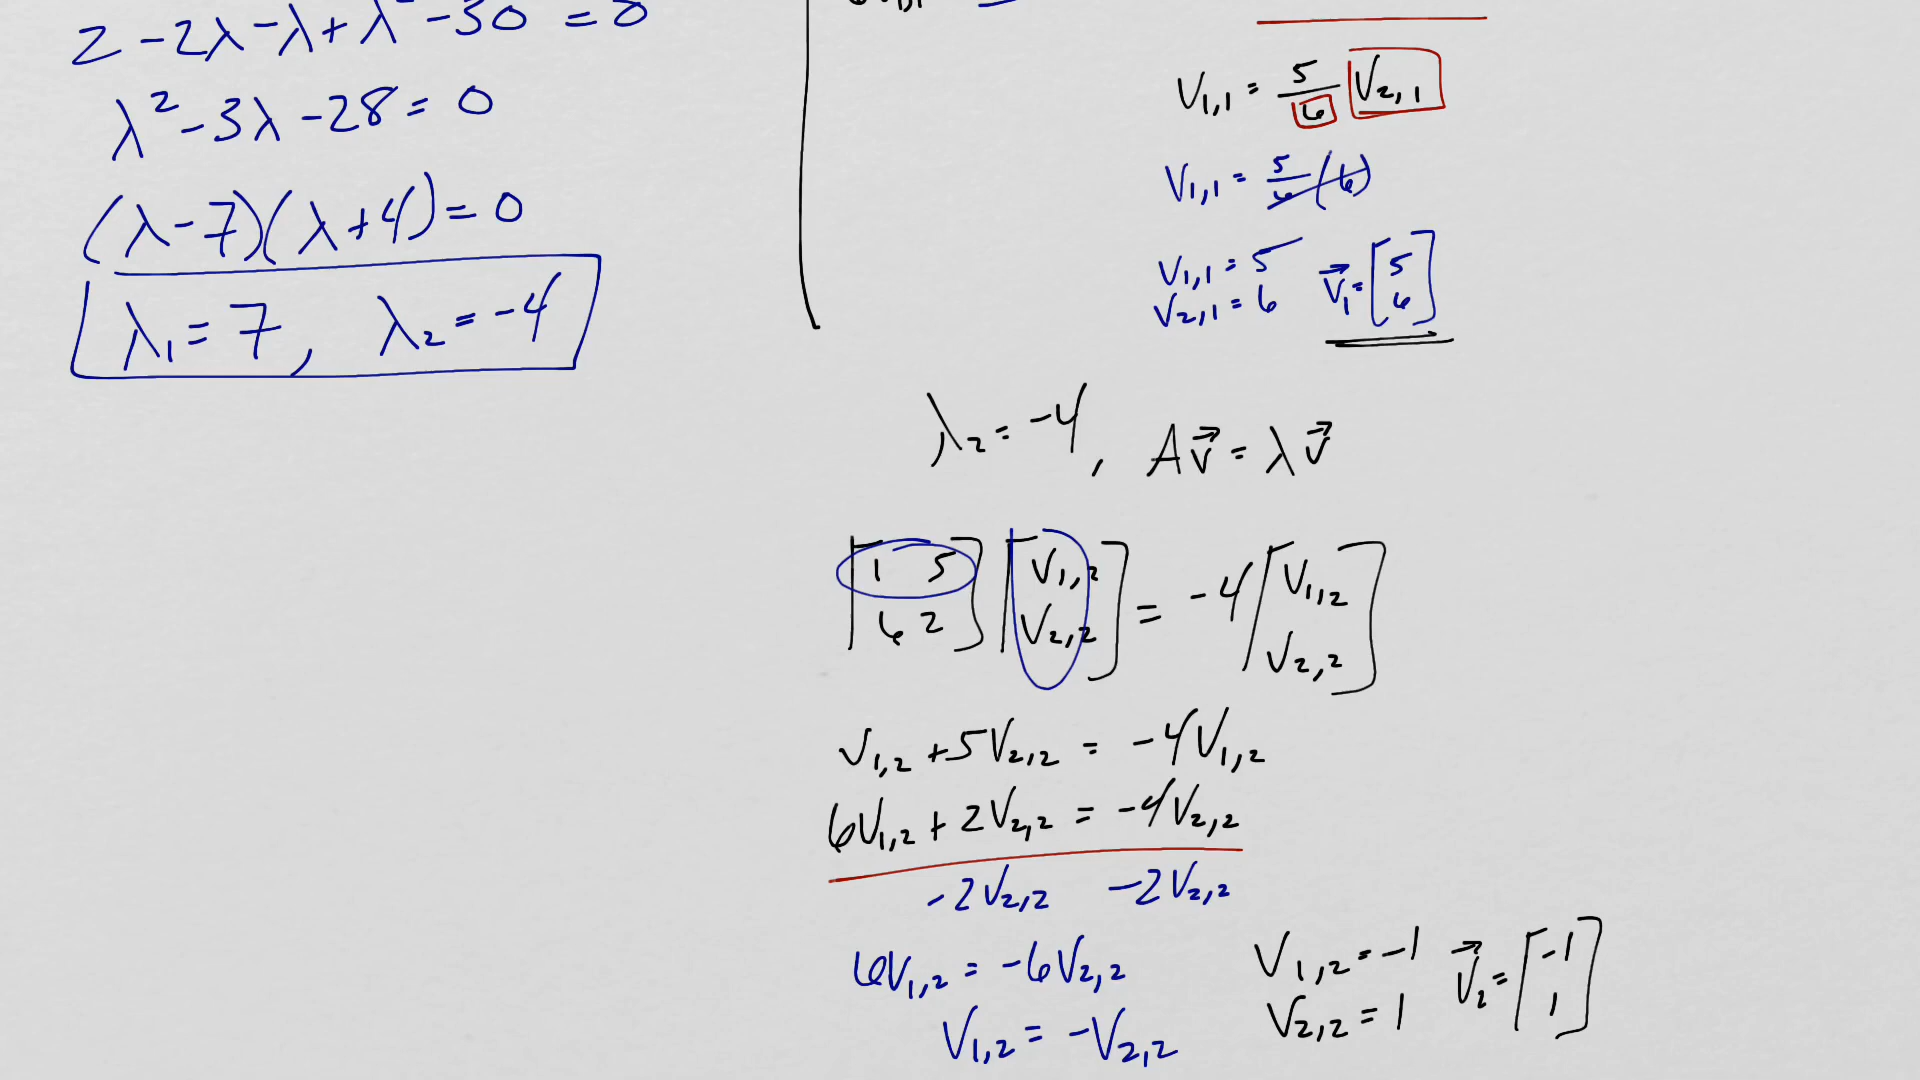 2 - 2λ - λ + λ² - 30 = 0
λ² - 3λ - 28 = 0
(λ - 7)(λ + 4) = 0
λ₁ = 7, λ₂ = -4
V₁,₁ = 5/6 V₂,₁
V₁,₁ = 5/6 (6)
V₁,₁ = 5
V₂,₁ = 6
V⃗₁ = [5
6]
λ₂ = -4, AV⃗ = λV⃗
[1 5] [V₁,₂] = -4 [V₁,₂]
[6 2] [V₂,₂] [V₂,₂]
V₁,₂ + 5V₂,₂ = -4V₁,₂
6V₁,₂ + 2V₂,₂ = -4V₂,₂
-2V₂,₂ -2V₂,₂
6V₁,₂ = -6V₂,₂
V₁,₂ = -V₂,₂
V₁,₂ = -1
V₂,₂ = 1
V⃗₂ = [-1
1]